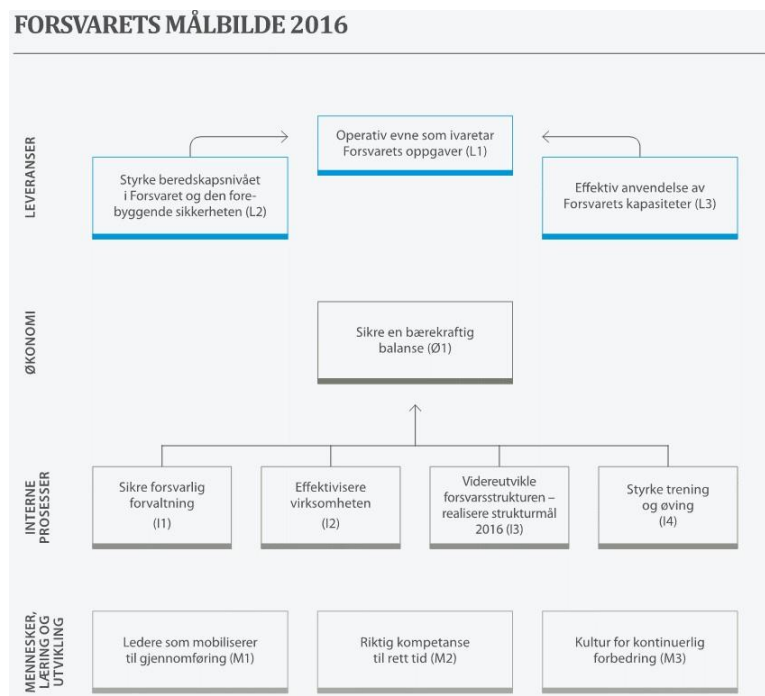 FORSVARETS MÅLBILDE 2016
LEVERANSER
Operativ evne som ivaretar
Forsvarets oppgaver (L1)
Styrke beredskapsnivået
i Forsvaret og den fore-
byggende sikkerheten (L2)
Effektiv anvendelse av
Forsvarets kapasiteter (L3)
ØKONOMI
Sikre en bærekraftig
balanse (Ø1)
INTERNE
PROSESSER
Sikre forsvarlig
forvaltning
(I1)
Effektivisere
virksomheten
(I2)
Videreutvikle
forsvarsstrukturen –
realisere strukturmål
2016 (I3)
Styrke trening
og øving
(I4)
MENNESKER,
LÆRING OG
UTVIKLING
Ledere som mobiliserer
til gjennomføring (M1)
Riktig kompetanse
til rett tid (M2)
Kultur for kontinuerlig
forbedring (M3)